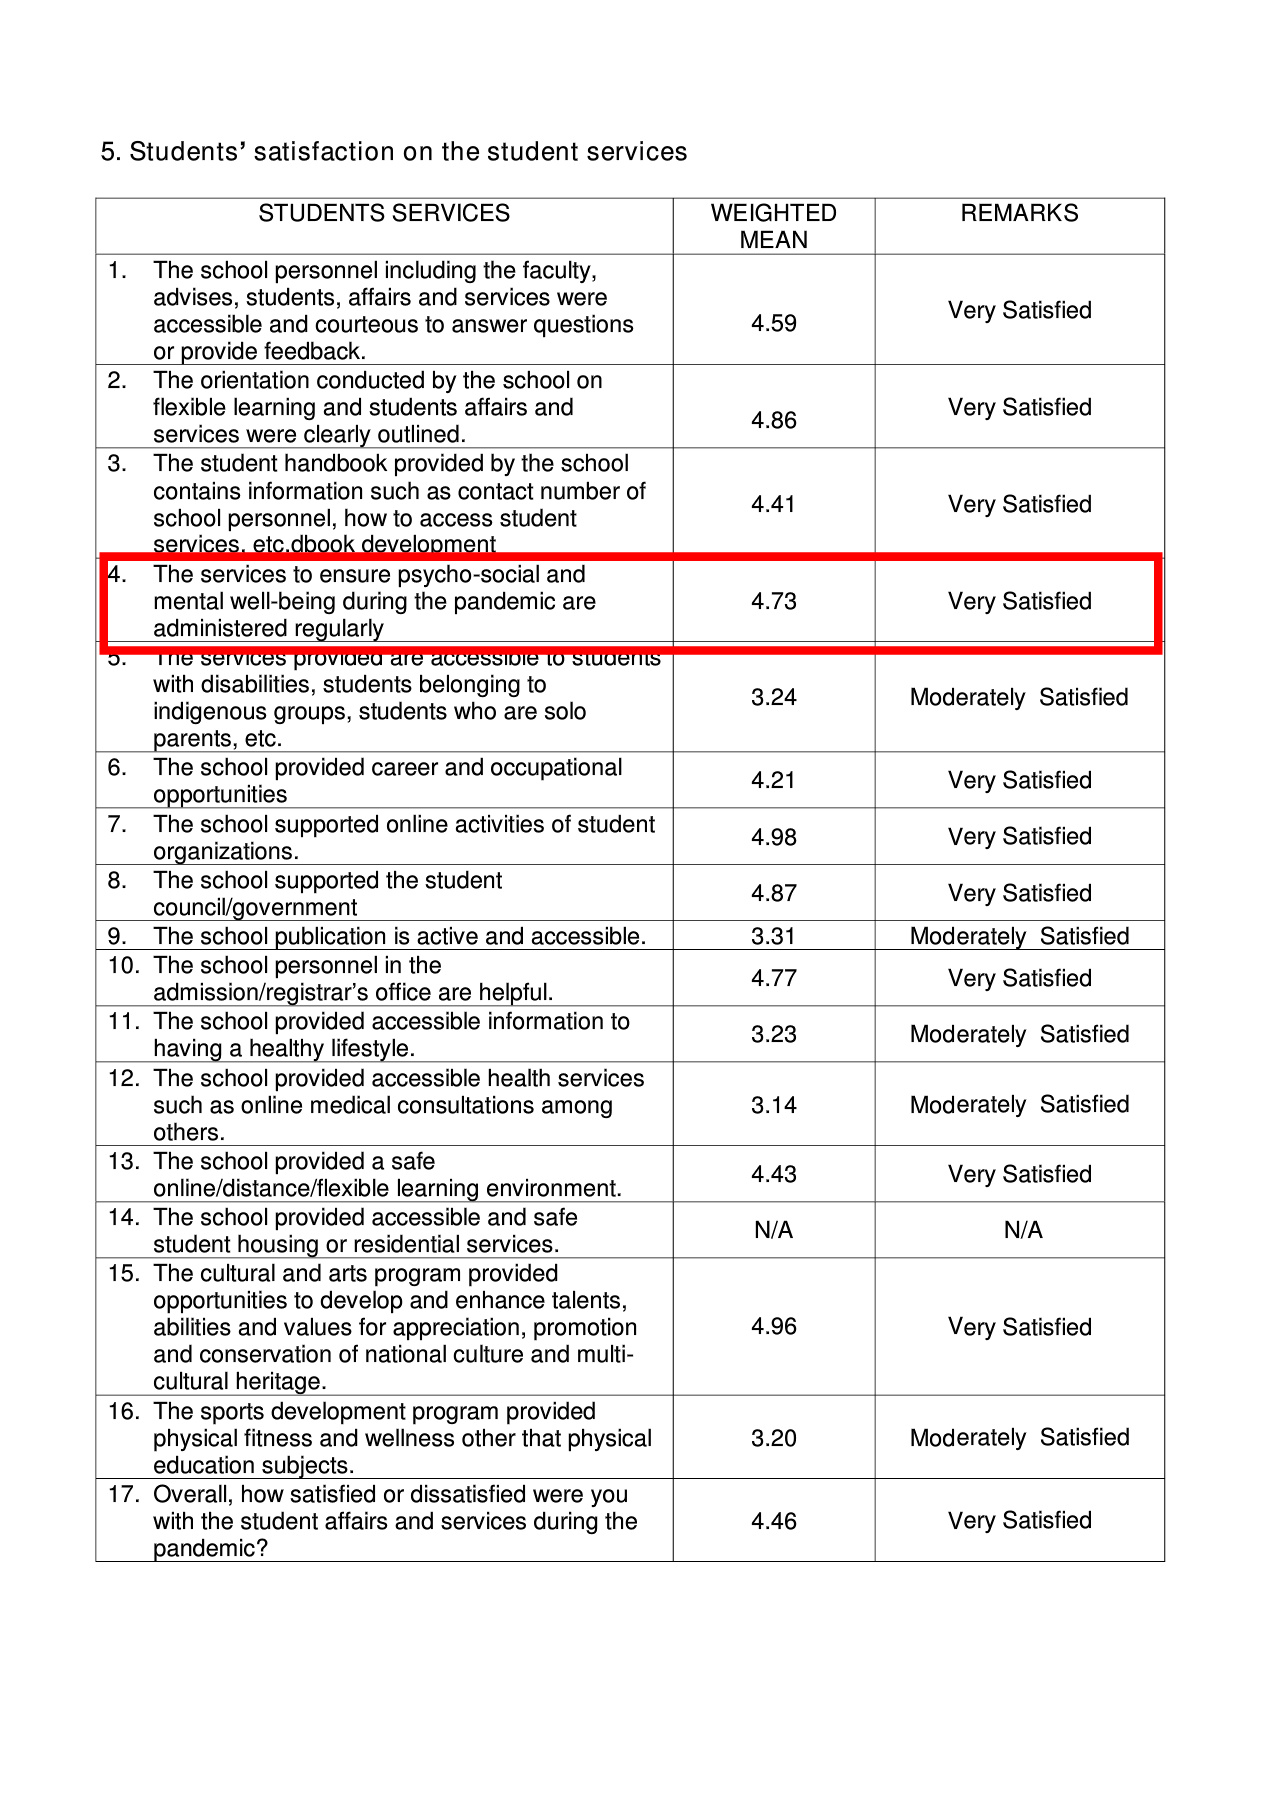 5. Students' satisfaction on the student services
STUDENTS SERVICES
WEIGHTED
MEAN
REMARKS
1. The school personnel including the faculty,
advises, students, affairs and services were
accessible and courteous to answer questions
or provide feedback.
4.59
Very Satisfied
2. The orientation conducted by the school on
flexible learning and students affairs and
services were clearly outlined.
4.86
Very Satisfied
3. The student handbook provided by the school
contains information such as contact number of
school personnel, how to access student
services, etc.dbook development
4.41
Very Satisfied
4. The services to ensure psycho-social and
mental well-being during the pandemic are
administered regularly
4.73
Very Satisfied
5. The services provided are accessible to students
with disabilities, students belonging to
indigenous groups, students who are solo
parents, etc.
3.24
Moderately Satisfied
6. The school provided career and occupational
opportunities
4.21
Very Satisfied
7. The school supported online activities of student
organizations.
4.98
Very Satisfied
8. The school supported the student
council/government
4.87
Very Satisfied
9. The school publication is active and accessible.
3.31
Moderately Satisfied
10. The school personnel in the
admission/registrar's office are helpful.
4.77
Very Satisfied
11. The school provided accessible information to
having a healthy lifestyle.
3.23
Moderately Satisfied
12. The school provided accessible health services
such as online medical consultations among
others.
3.14
Moderately Satisfied
13. The school provided a safe
online/distance/flexible learning environment.
4.43
Very Satisfied
14. The school provided accessible and safe
student housing or residential services.
N/A
N/A
15. The cultural and arts program provided
opportunities to develop and enhance talents,
abilities and values for appreciation, promotion
and conservation of national culture and multi-
cultural heritage.
4.96
Very Satisfied
16. The sports development program provided
physical fitness and wellness other that physical
education subjects.
3.20
Moderately Satisfied
17. Overall, how satisfied or dissatisfied were you
with the student affairs and services during the
pandemic?
4.46
Very Satisfied